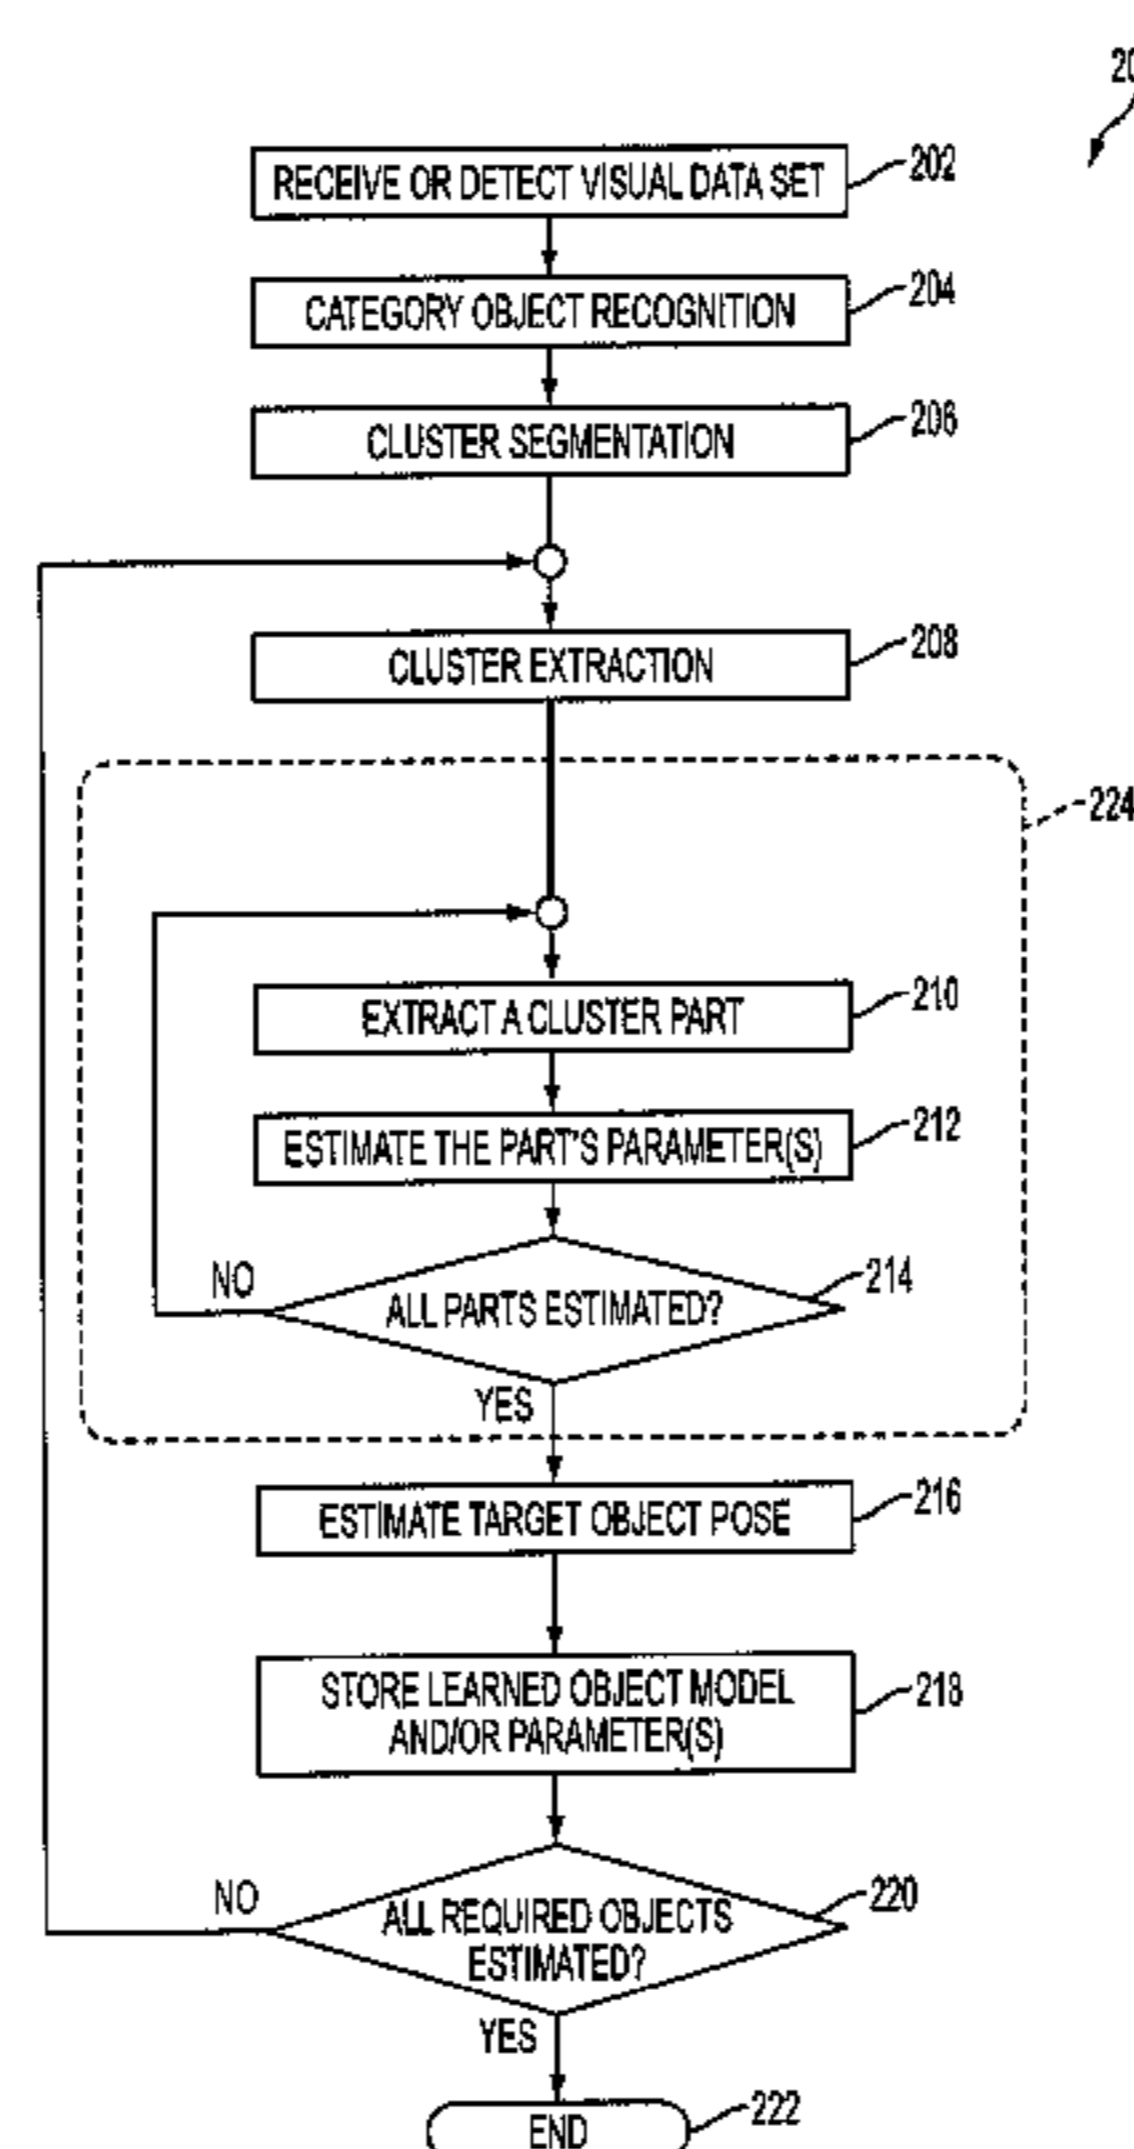 RECEIVE OR DETECT VISUAL DATA SET
202
CATEGORY OBJECT RECOGNITION
204
CLUSTER SEGMENTATION
206
CLUSTER EXTRACTION
208
224
EXTRACT A CLUSTER PART
210
ESTIMATE THE PART'S PARAMETER(S)
212
214
NO
ALL PARTS ESTIMATED?
YES
ESTIMATE TARGET OBJECT POSE
216
STORE LEARNED OBJECT MODEL
AND/OR PARAMETER(S)
218
220
NO
ALL REQUIRED OBJECTS
ESTIMATED?
YES
END
222